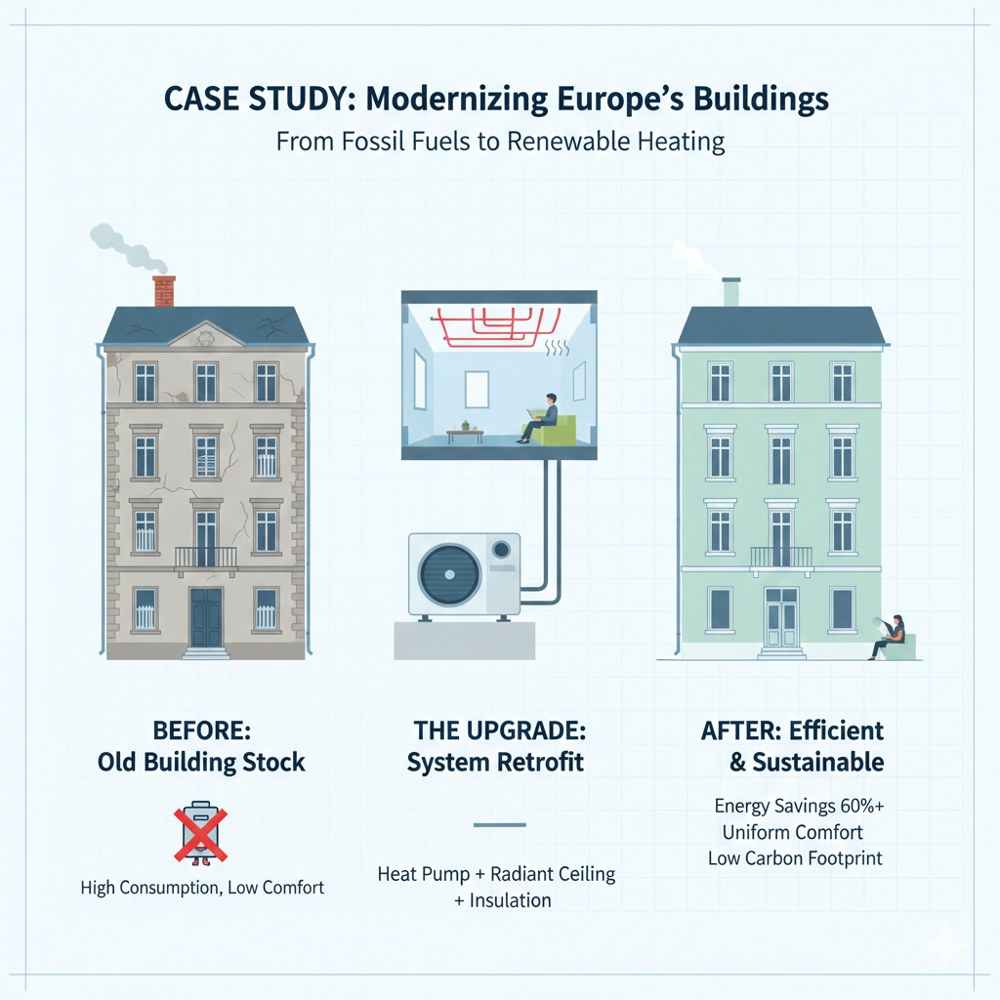 CASE STUDY: Modernizing Europe's Buildings
From Fossil Fuels to Renewable Heating
BEFORE:
Old Building Stock
High Consumption, Low Comfort
THE UPGRADE:
System Retrofit
Heat Pump + Radiant Ceiling
+ Insulation
AFTER: Efficient
& Sustainable
Energy Savings 60%+
Uniform Comfort
Low Carbon Footprint